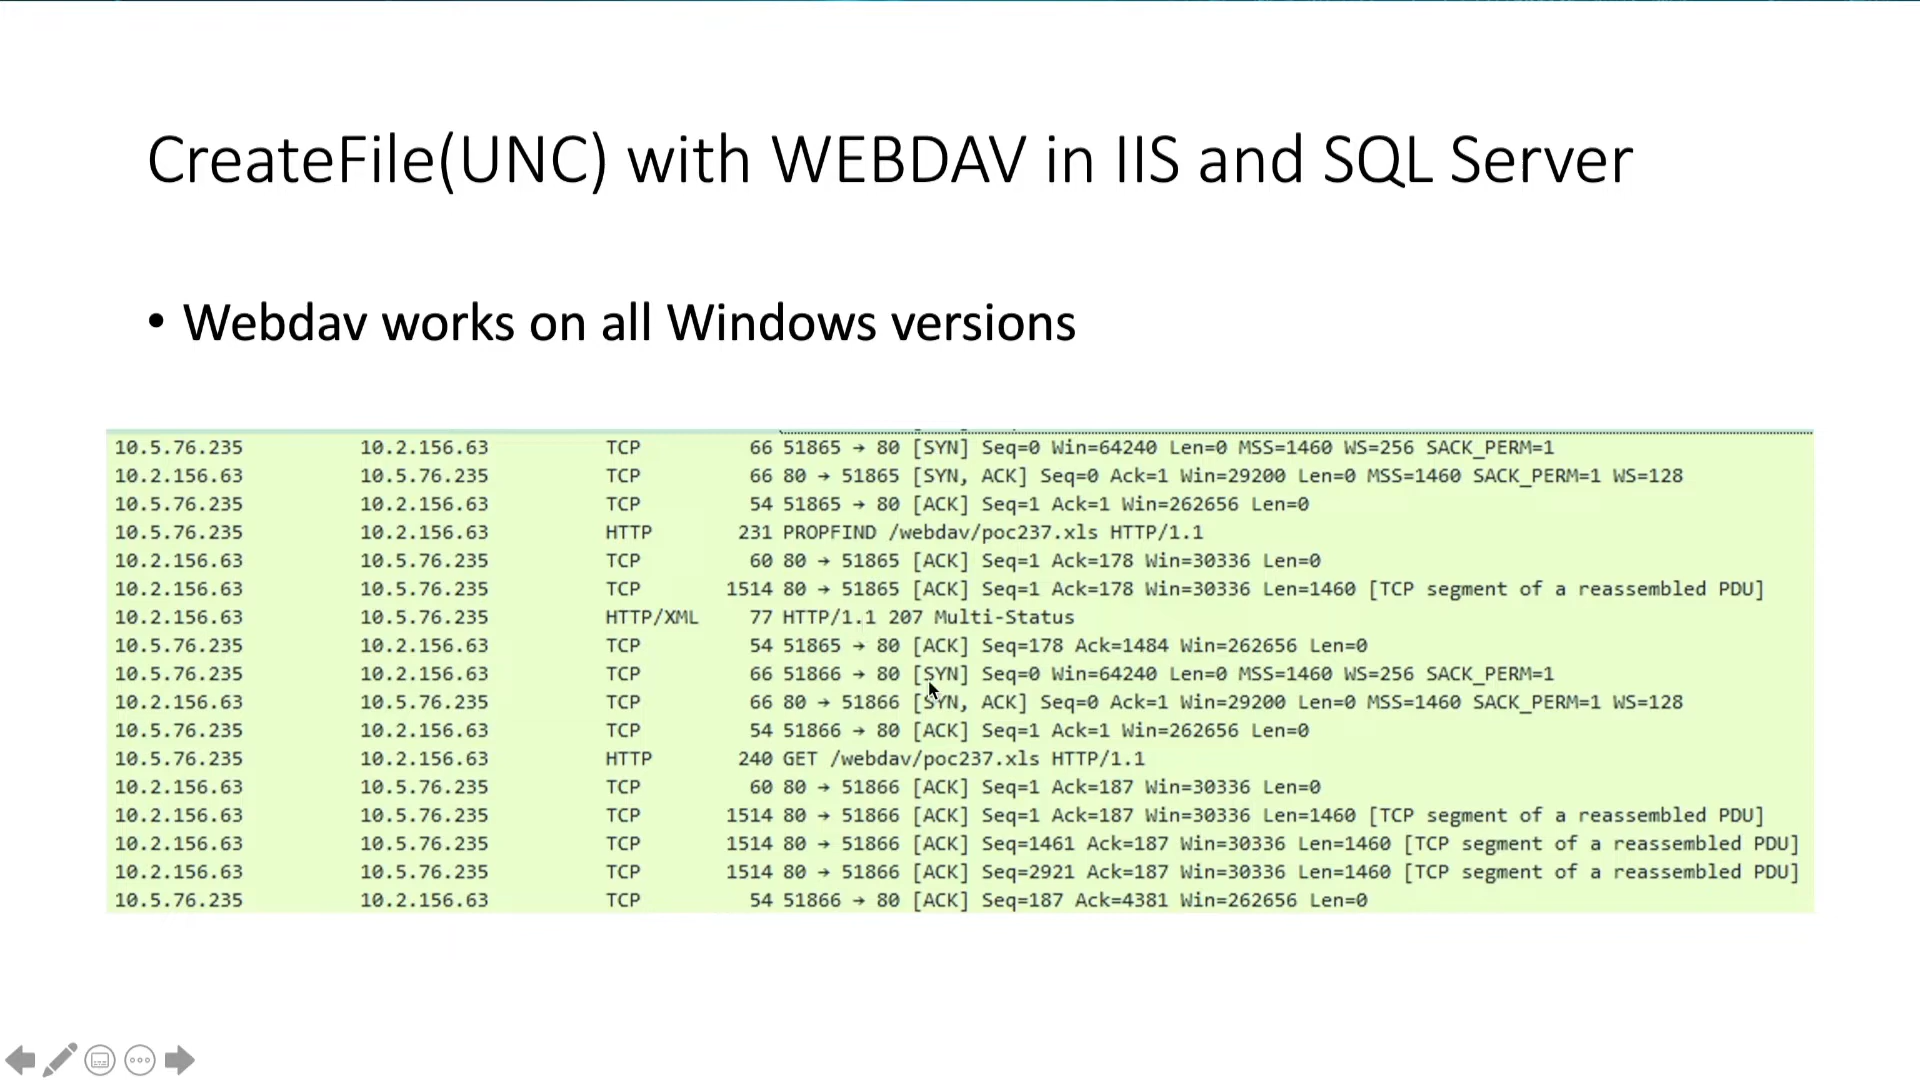 CreateFile(UNC) with WEBDAV in IIS and SQL Server
• Webdav works on all Windows versions
10.5.76.235 10.2.156.63 TCP 66 51865 → 80 [SYN] Seq=0 Win=64240 Len=0 MSS=1460 WS=256 SACK_PERM=1
10.2.156.63 10.5.76.235 TCP 66 80 → 51865 [SYN, ACK] Seq=0 Ack=1 Win=29200 Len=0 MSS=1460 SACK_PERM=1 WS=128
10.5.76.235 10.2.156.63 TCP 54 51865 → 80 [ACK] Seq=1 Ack=1 Win=262656 Len=0
10.5.76.235 10.2.156.63 HTTP 231 PROPFIND /webdav/poc237.xls HTTP/1.1
10.2.156.63 10.5.76.235 TCP 60 80 → 51865 [ACK] Seq=1 Ack=178 Win=30336 Len=0
10.2.156.63 10.5.76.235 TCP 1514 80 → 51865 [ACK] Seq=1 Ack=178 Win=30336 Len=1460 [TCP segment of a reassembled PDU]
10.2.156.63 10.5.76.235 HTTP/XML 77 HTTP/1.1 207 Multi-Status
10.5.76.235 10.2.156.63 TCP 54 51865 → 80 [ACK] Seq=178 Ack=1484 Win=262656 Len=0
10.5.76.235 10.2.156.63 TCP 66 51866 → 80 [SYN] Seq=0 Win=64240 Len=0 MSS=1460 WS=256 SACK_PERM=1
10.2.156.63 10.5.76.235 TCP 66 80 → 51866 [SYN, ACK] Seq=0 Ack=1 Win=29200 Len=0 MSS=1460 SACK_PERM=1 WS=128
10.5.76.235 10.2.156.63 TCP 54 51866 → 80 [ACK] Seq=1 Ack=1 Win=262656 Len=0
10.5.76.235 10.2.156.63 HTTP 240 GET /webdav/poc237.xls HTTP/1.1
10.2.156.63 10.5.76.235 TCP 60 80 → 51866 [ACK] Seq=1 Ack=187 Win=30336 Len=0
10.2.156.63 10.5.76.235 TCP 1514 80 → 51866 [ACK] Seq=1 Ack=187 Win=30336 Len=1460 [TCP segment of a reassembled PDU]
10.2.156.63 10.5.76.235 TCP 1514 80 → 51866 [ACK] Seq=1461 Ack=187 Win=30336 Len=1460 [TCP segment of a reassembled PDU]
10.2.156.63 10.5.76.235 TCP 1514 80 → 51866 [ACK] Seq=2921 Ack=187 Win=30336 Len=1460 [TCP segment of a reassembled PDU]
10.5.76.235 10.2.156.63 TCP 54 51866 → 80 [ACK] Seq=187 Ack=4381 Win=262656 Len=0